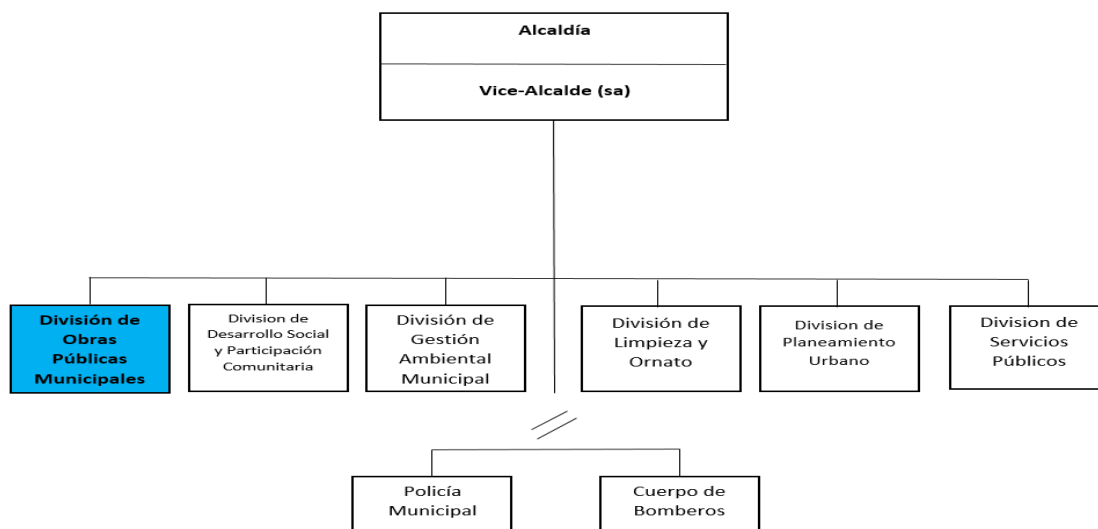 Alcaldía
Vice-Alcalde (sa)
División de
Obras
Públicas
Municipales
Division de
Desarrollo Social
y Participación
Comunitaria
División de
Gestión
Ambiental
Municipal
División de
Limpieza y
Ornato
Division de
Planeamiento
Urbano
Division de
Servicios
Públicos
Policía
Municipal
Cuerpo de
Bomberos